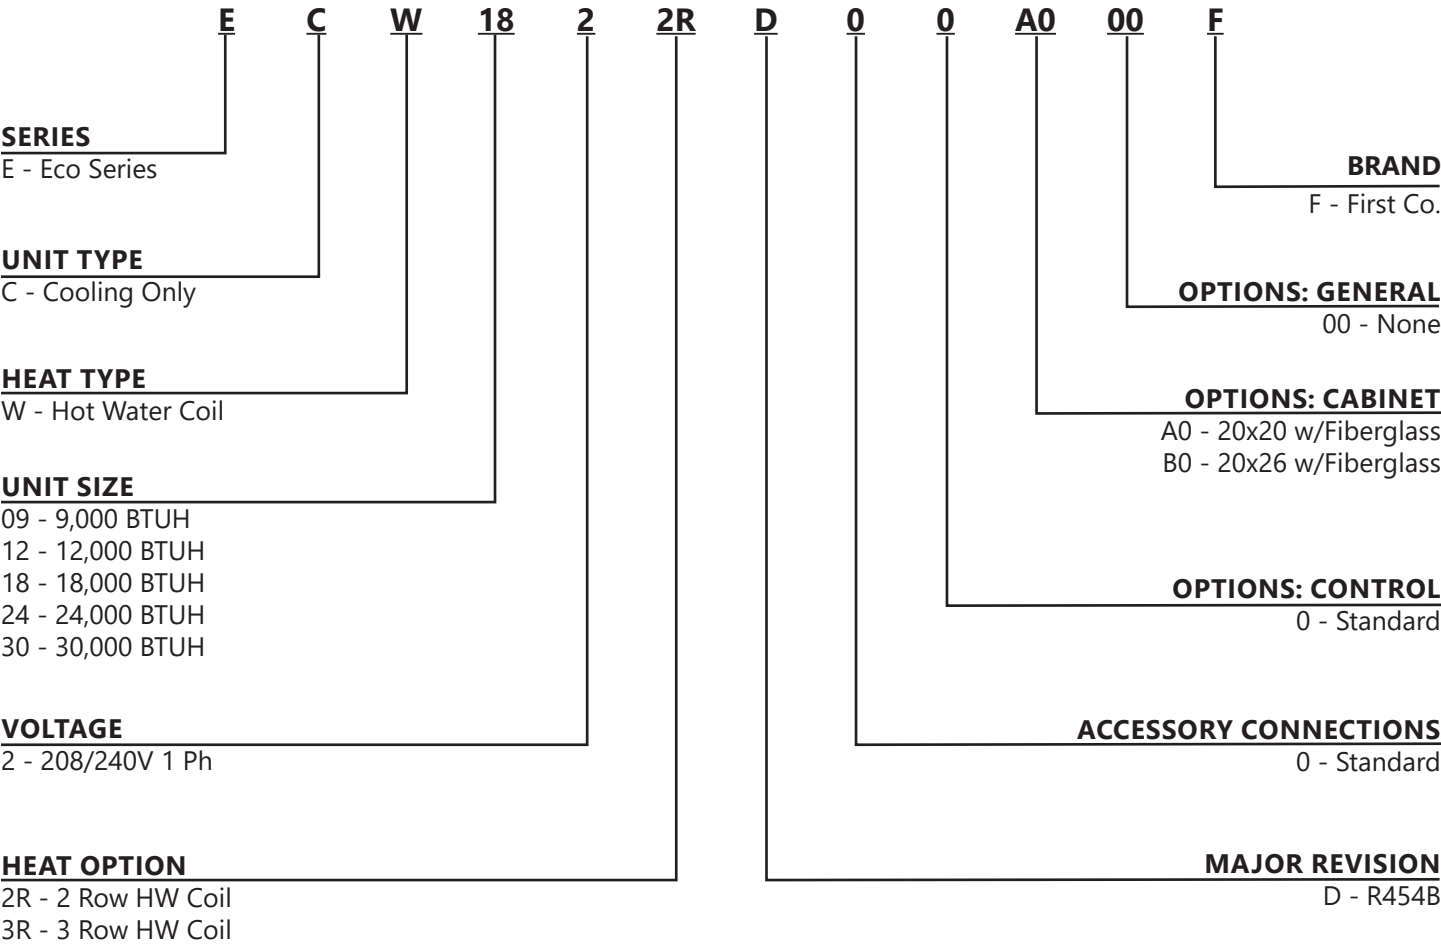 E C W 18 2 2R D 0 0 A0 00 F
SERIES
E - Eco Series
UNIT TYPE
C - Cooling Only
HEAT TYPE
W - Hot Water Coil
UNIT SIZE
09 - 9,000 BTUH
12 - 12,000 BTUH
18 - 18,000 BTUH
24 - 24,000 BTUH
30 - 30,000 BTUH
VOLTAGE
2 - 208/240V 1 Ph
HEAT OPTION
2R - 2 Row HW Coil
3R - 3 Row HW Coil
BRAND
F - First Co.
OPTIONS: GENERAL
00 - None
OPTIONS: CABINET
A0 - 20x20 w/Fiberglass
B0 - 20x26 w/Fiberglass
OPTIONS: CONTROL
0 - Standard
ACCESSORY CONNECTIONS
0 - Standard
MAJOR REVISION
D - R454B